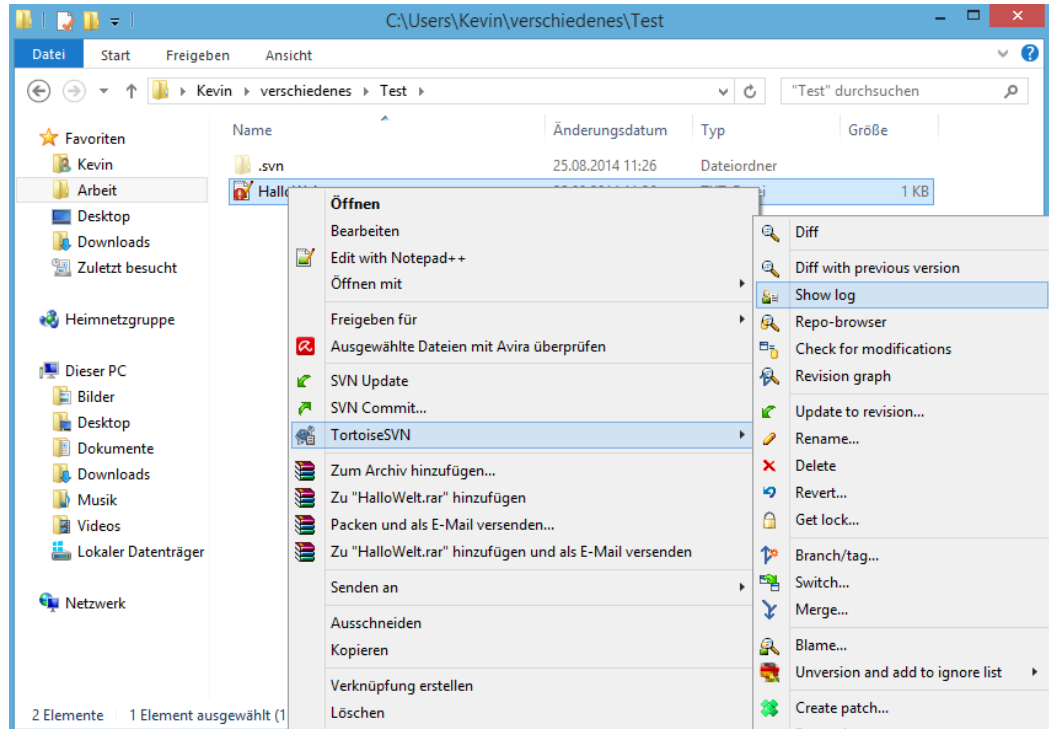 C:\Users\Kevin\verschiedenes\Test
Datei Start Freigeben Ansicht
Kevin verschiedenes Test "Test" durchsuchen
Name Änderungsdatum Typ Größe
.svn 25.08.2014 11:26 Dateiordner
1 KB
Favoriten
Kevin
Arbeit
Desktop
Downloads
Zuletzt besucht
Heimnetzgruppe
Dieser PC
Bilder
Desktop
Dokumente
Downloads
Musik
Videos
Lokaler Datenträger
Netzwerk
Öffnen
Bearbeiten
Edit with Notepad++
Öffnen mit
Freigeben für
Ausgewählte Dateien mit Avira überprüfen
SVN Update
SVN Commit...
TortoiseSVN
Zum Archiv hinzufügen...
Zu "HalloWelt.rar" hinzufügen
Packen und als E-Mail versenden...
Zu "HalloWelt.rar" hinzufügen und als E-Mail versenden
Senden an
Ausschneiden
Kopieren
Verknüpfung erstellen
Löschen
Diff
Diff with previous version
Show log
Repo-browser
Check for modifications
Revision graph
Update to revision...
Rename...
Delete
Revert...
Get lock...
Branch/tag...
Switch...
Merge...
Blame...
Unversion and add to ignore list
Create patch...
2 Elemente 1 Element ausgewählt (1